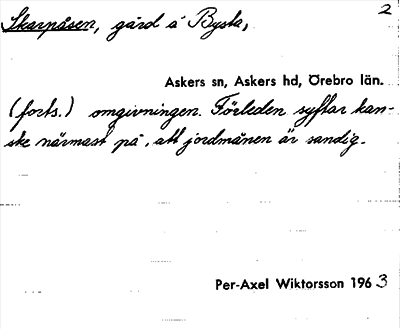 Skarpåsen, gård å Bysta, 2
Askers sn, Askers hd, Örebro län.
(forts.) omgivningen. Förleden syftar kan-
ske närmast på, att jordmånen är sandig.
Per-Axel Wiktorsson 1963